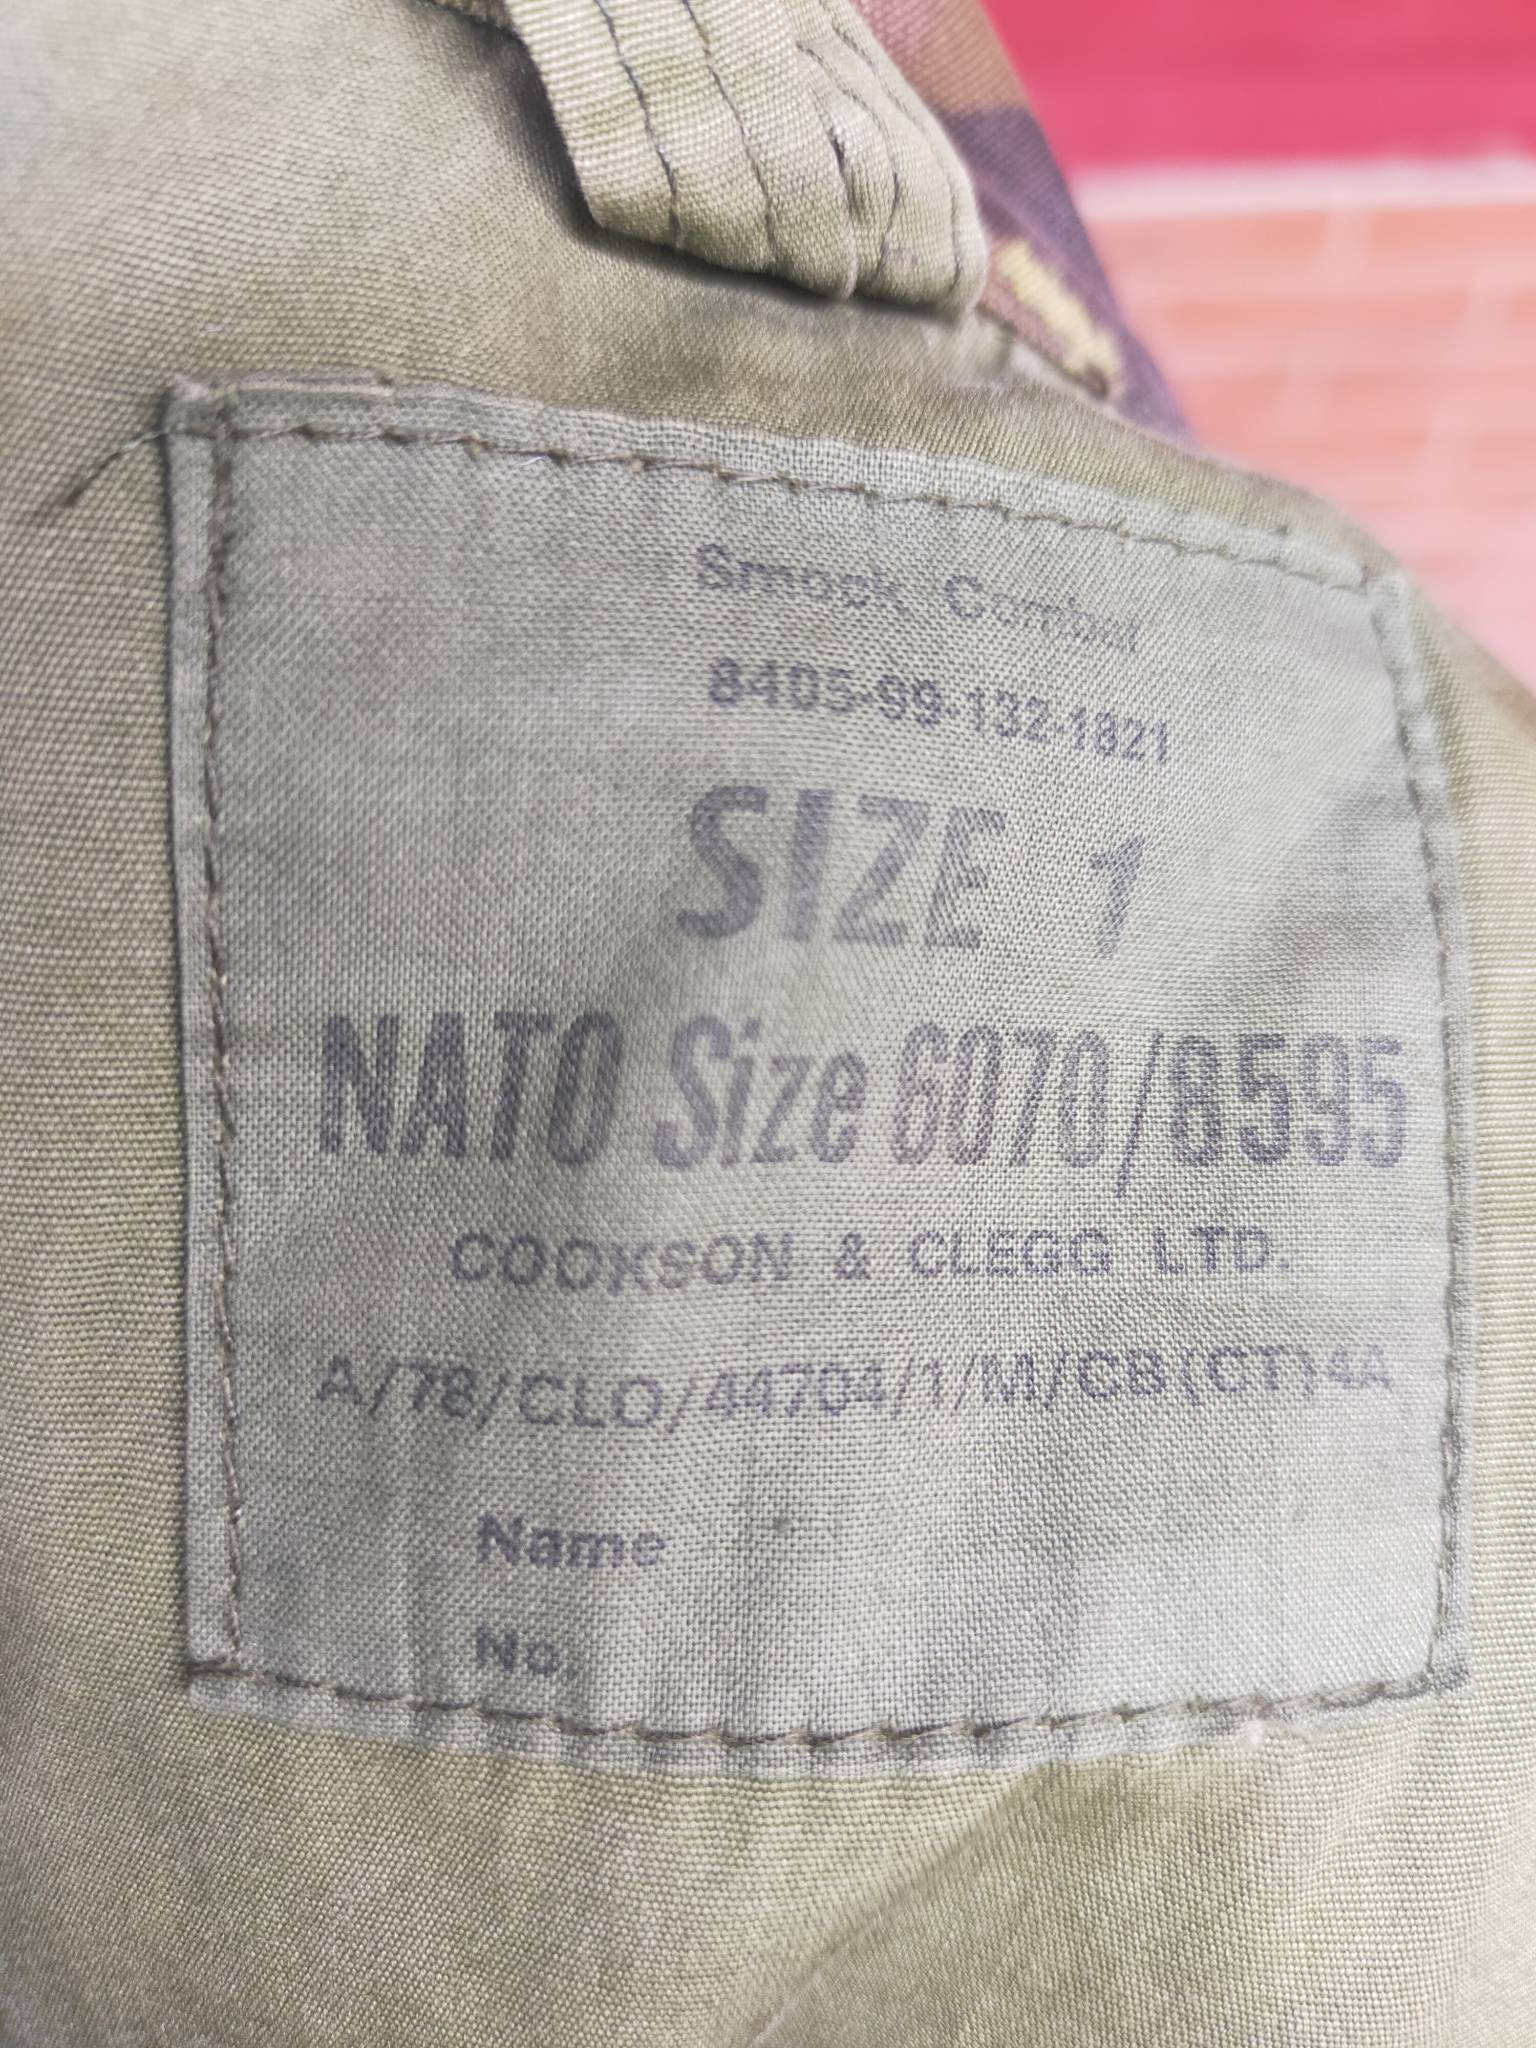 Smock Combat
8405-99-132-1821
SIZE 1
NATO Size 6070/8595
COOKSON & CLEGG LTD.
A/78/CLO/44704/1/M/CB(CT)4A
Name
No.